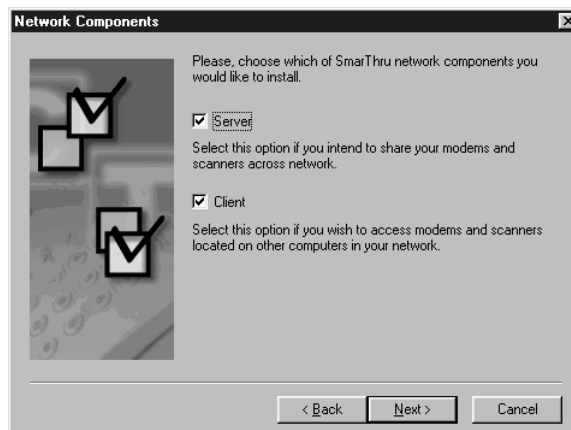 Network Components
Please, choose which of SmarThru network components you
would like to install.
Server
Select this option if you intend to share your modems and
scanners across network.
Client
Select this option if you wish to access modems and scanners
located on other computers in your network.
< Back
Next >
Cancel